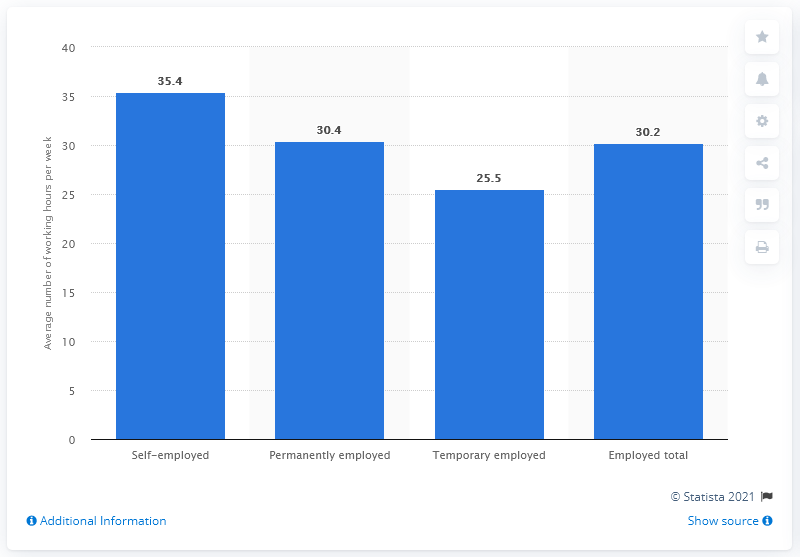 40
35
30
25
20
15
10
5
0
Average number of working hours per week
35.4
30.4
25.5
30.2
Self-employed
Permanently employed
Temporary employed
Employed total
© Statista 2021
Additional Information
Show source